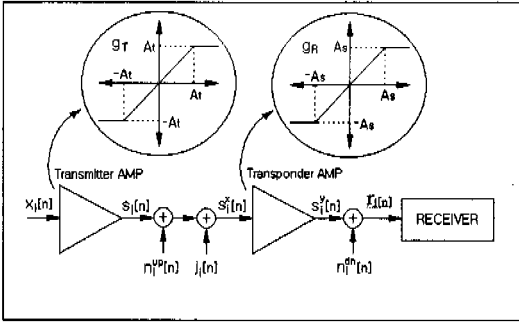 g_T At
-At
At
-At
g_R As
-As
As
-As
Transmitter AMP
Transponder AMP
x_i[n] s_i[n] s_i^x[n] s_i^y[n] r_i[n] RECEIVER
n_i^up[n] j_i[n] n_i^dn[n]